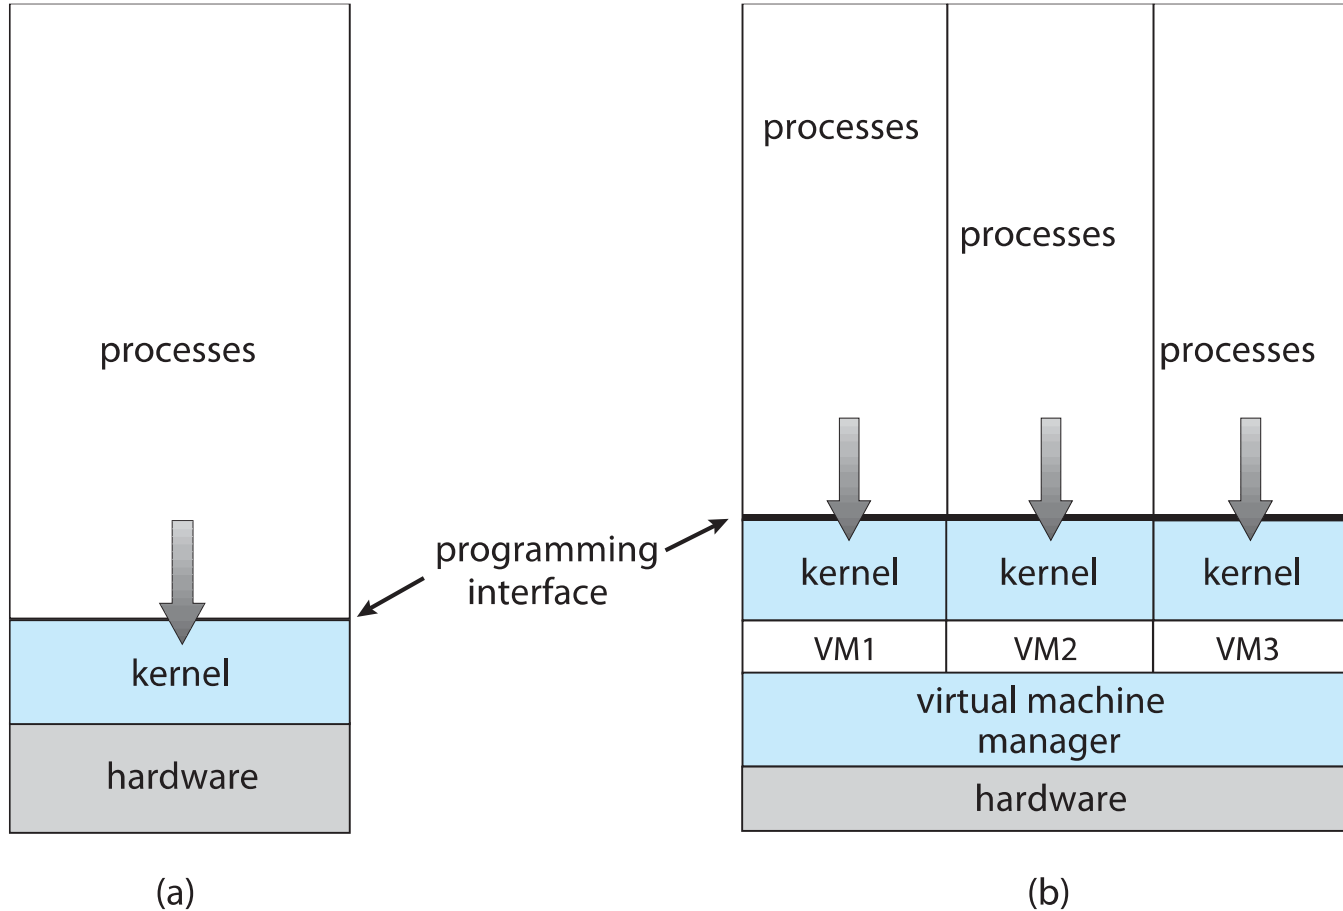 processes
kernel
hardware
(a)
programming
interface
processes
processes
processes
kernel
kernel
kernel
VM1
VM2
VM3
virtual machine
manager
hardware
(b)